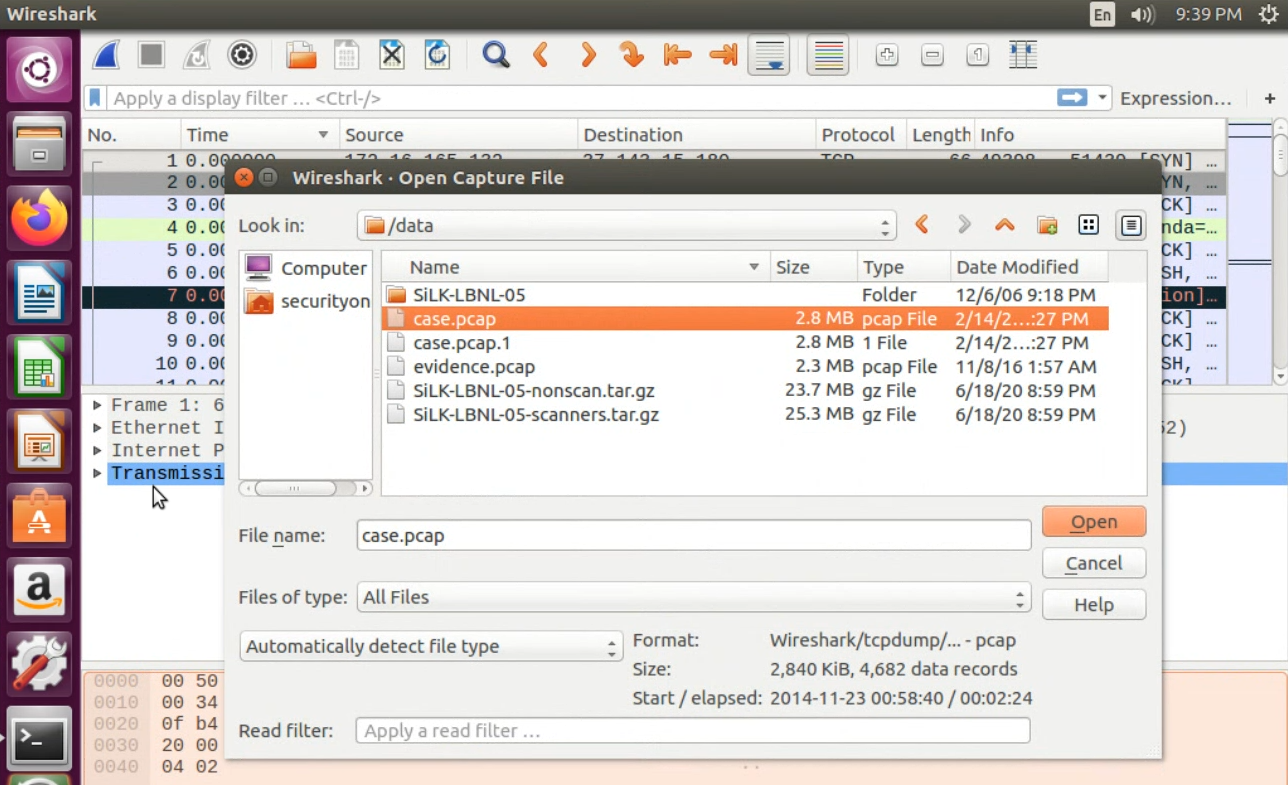 Wireshark
En 9:39 PM
Apply a display filter … <Ctrl-/>
Expression…
+
No. Time Source Destination Protocol Length Info
1 0.000000 172.16.165.132 TCP 66 [SYN] …
2 0.00 YN, …
3 0.00 CK] …
4 0.00 nda=…
5 0.00 CK] …
6 0.00 SH, …
7 0.00 ion]…
8 0.00 CK] …
9 0.00 CK] …
10 0.00 SH, …
Wireshark · Open Capture File
Look in: /data
Computer
securityon
Name Size Type Date Modified
SiLK-LBNL-05 Folder 12/6/06 9:18 PM
case.pcap 2.8 MB pcap File 2/14/2…:27 PM
case.pcap.1 2.8 MB 1 File 2/14/2…:27 PM
evidence.pcap 2.3 MB pcap File 11/8/16 1:57 AM
SiLK-LBNL-05-nonscan.tar.gz 23.7 MB gz File 6/18/20 8:59 PM
SiLK-LBNL-05-scanners.tar.gz 25.3 MB gz File 6/18/20 8:59 PM
Frame 1: 6
Ethernet I
Internet P
52)
Transmissi
File name: case.pcap
Open
Cancel
Files of type: All Files
Help
Automatically detect file type
Format: Wireshark/tcpdump/... - pcap
Size: 2,840 KiB, 4,682 data records
Start / elapsed: 2014-11-23 00:58:40 / 00:02:24
Read filter: Apply a read filter …
0000 00 50
0010 00 34
0020 0f b4
0030 20 00
0040 04 02